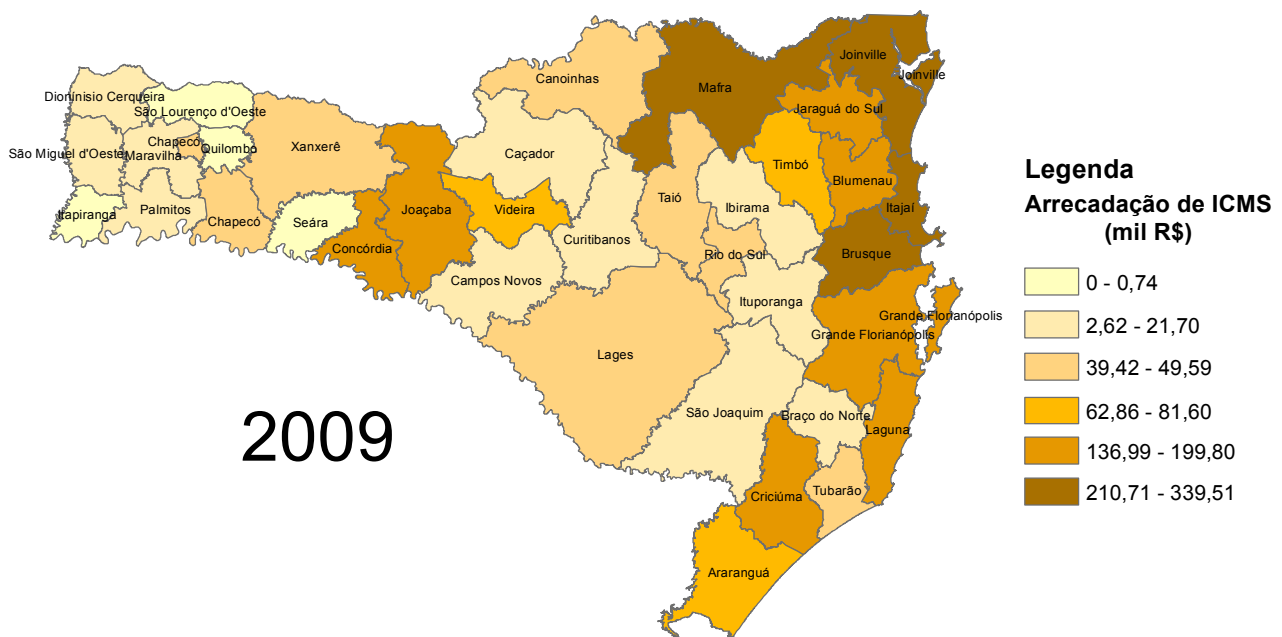 Joinville
Joinville
Canoinhas
Mafra
Dionínisio Cerqueira
São Lourenço d'Oeste
Jaraguá do Sul
Chapecó
Quilombo
Xanxerê
São Miguel d'Oeste
Maravilha
Caçador
Timbó
Blumenau
Itapiranga
Palmitos
Chapecó
Seára
Joaçaba
Videira
Taió
Ibirama
Itajaí
Concórdia
Curitibanos
Rio do Sul
Brusque
Campos Novos
Ituporanga
Grande Florianópolis
Grande Florianópolis
Lages
São Joaquim
Braço do Norte
Laguna
Criciúma
Tubarão
Araranguá
2009
Legenda
Arrecadação de ICMS
(mil R$)
0 - 0,74
2,62 - 21,70
39,42 - 49,59
62,86 - 81,60
136,99 - 199,80
210,71 - 339,51